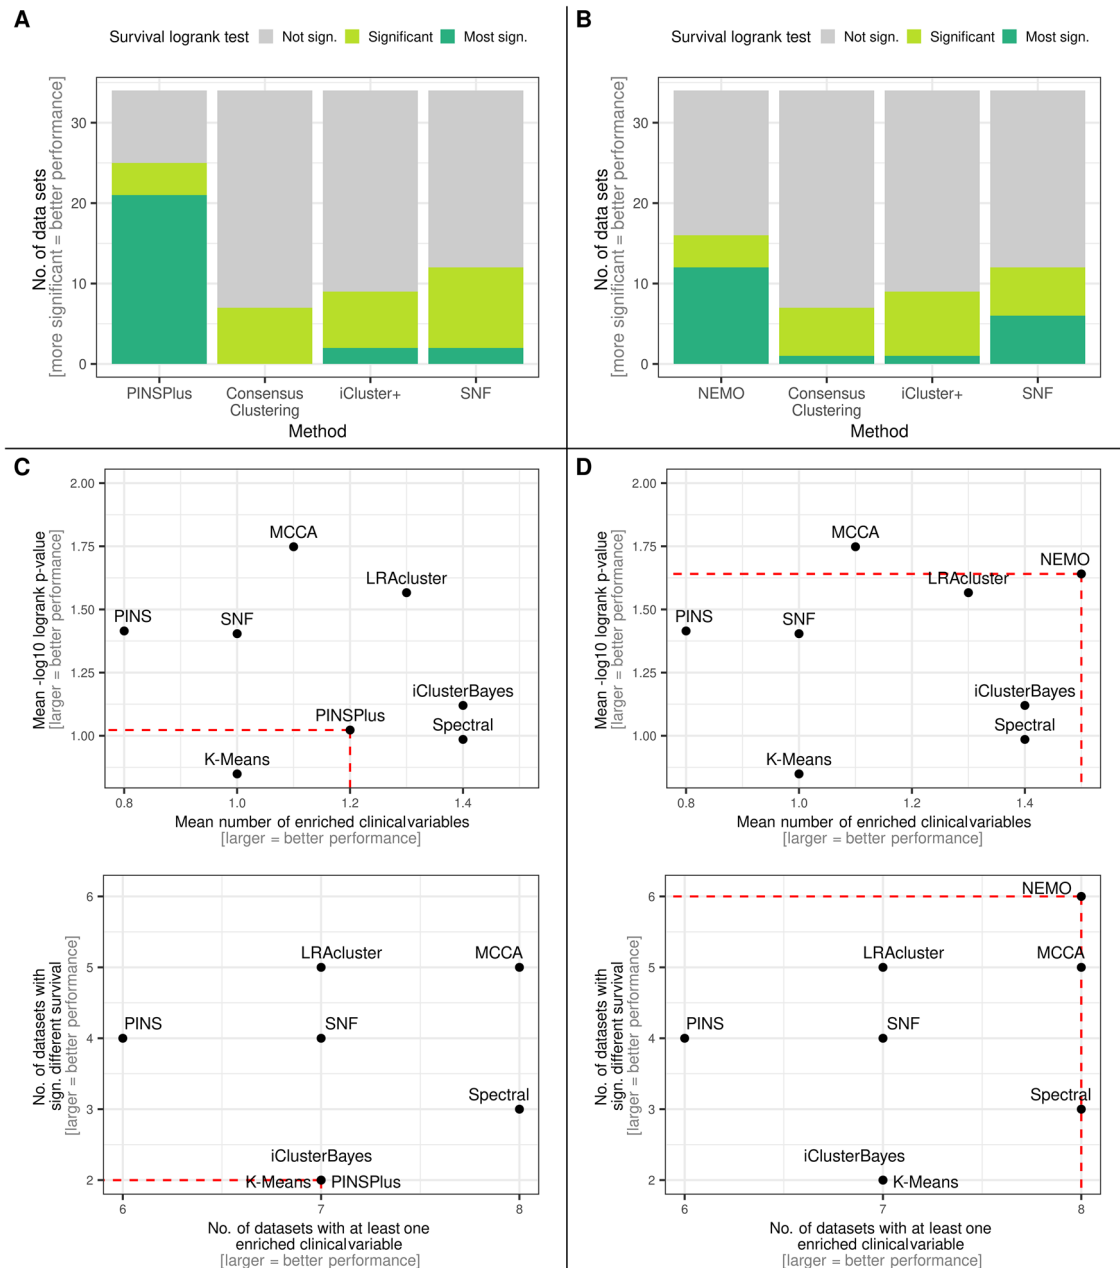 A
Survival logrank test Not sign. Significant Most sign.
No. of data sets
[more significant = better performance]
30
20
10
0
PINSPlus Consensus Clustering iCluster+ SNF
Method
B
Survival logrank test Not sign. Significant Most sign.
No. of data sets
[more significant = better performance]
30
20
10
0
NEMO Consensus Clustering iCluster+ SNF
Method
C
Mean -log10 logrank p-value
[larger = better performance]
2.00
1.75
1.50
1.25
1.00
MCCA
LRAcluster
PINS
SNF
iClusterBayes
PINSPlus
Spectral
K-Means
0.8 1.0 1.2 1.4
Mean number of enriched clinical variables
[larger = better performance]
No. of datasets with
sign. different survival
[larger = better performance]
6
5
4
3
2
LRAcluster
MCCA
PINS
SNF
Spectral
iClusterBayes
K-Means PINSPlus
6 7 8
No. of datasets with at least one
enriched clinical variable
[larger = better performance]
D
Mean -log10 logrank p-value
[larger = better performance]
2.00
1.75
1.50
1.25
1.00
MCCA
NEMO
LRAcluster
PINS
SNF
iClusterBayes
Spectral
K-Means
0.8 1.0 1.2 1.4
Mean number of enriched clinical variables
[larger = better performance]
No. of datasets with
sign. different survival
[larger = better performance]
6
5
4
3
2
NEMO
LRAcluster
MCCA
PINS
SNF
Spectral
iClusterBayes
K-Means
6 7 8
No. of datasets with at least one
enriched clinical variable
[larger = better performance]